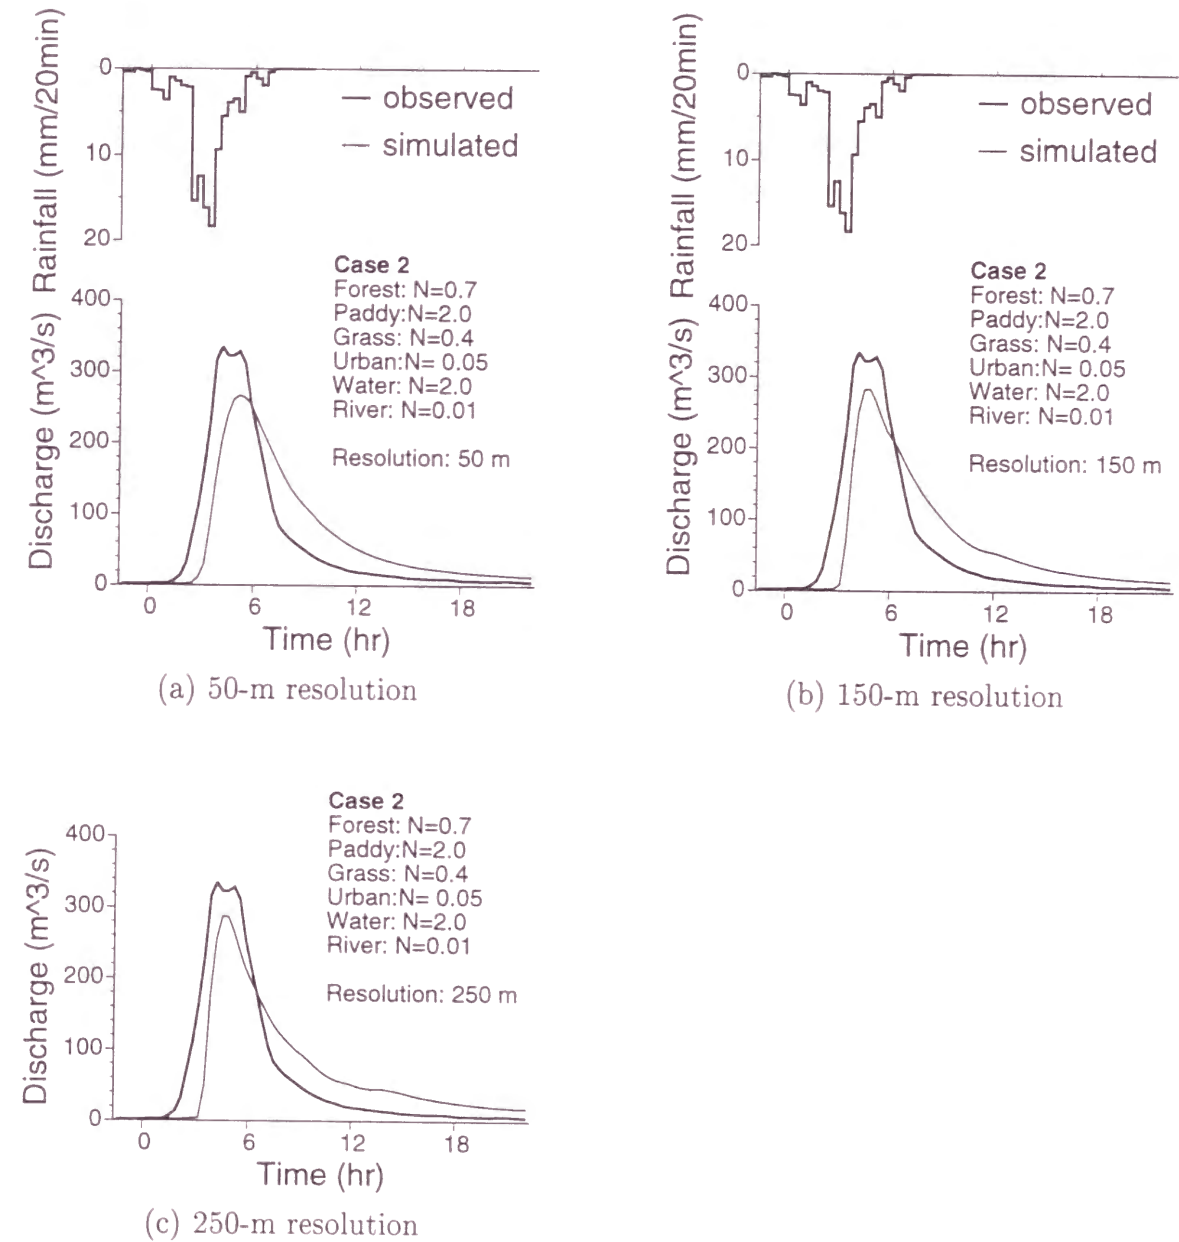 Rainfall (mm/20min)
0
10
20
observed
simulated
Case 2
Forest: N=0.7
Paddy:N=2.0
Grass: N=0.4
Urban:N= 0.05
Water: N=2.0
River: N=0.01
Resolution: 50 m
Discharge (m^3/s)
400
300
200
100
0
0 6 12 18
Time (hr)
(a) 50-m resolution
Rainfall (mm/20min)
0
10
20
observed
simulated
Case 2
Forest: N=0.7
Paddy:N=2.0
Grass: N=0.4
Urban:N= 0.05
Water: N=2.0
River: N=0.01
Resolution: 150 m
Discharge (m^3/s)
400
300
200
100
0
0 6 12 18
Time (hr)
(b) 150-m resolution
Case 2
Forest: N=0.7
Paddy:N=2.0
Grass: N=0.4
Urban:N= 0.05
Water: N=2.0
River: N=0.01
Resolution: 250 m
Discharge (m^3/s)
400
300
200
100
0
0 6 12 18
Time (hr)
(c) 250-m resolution